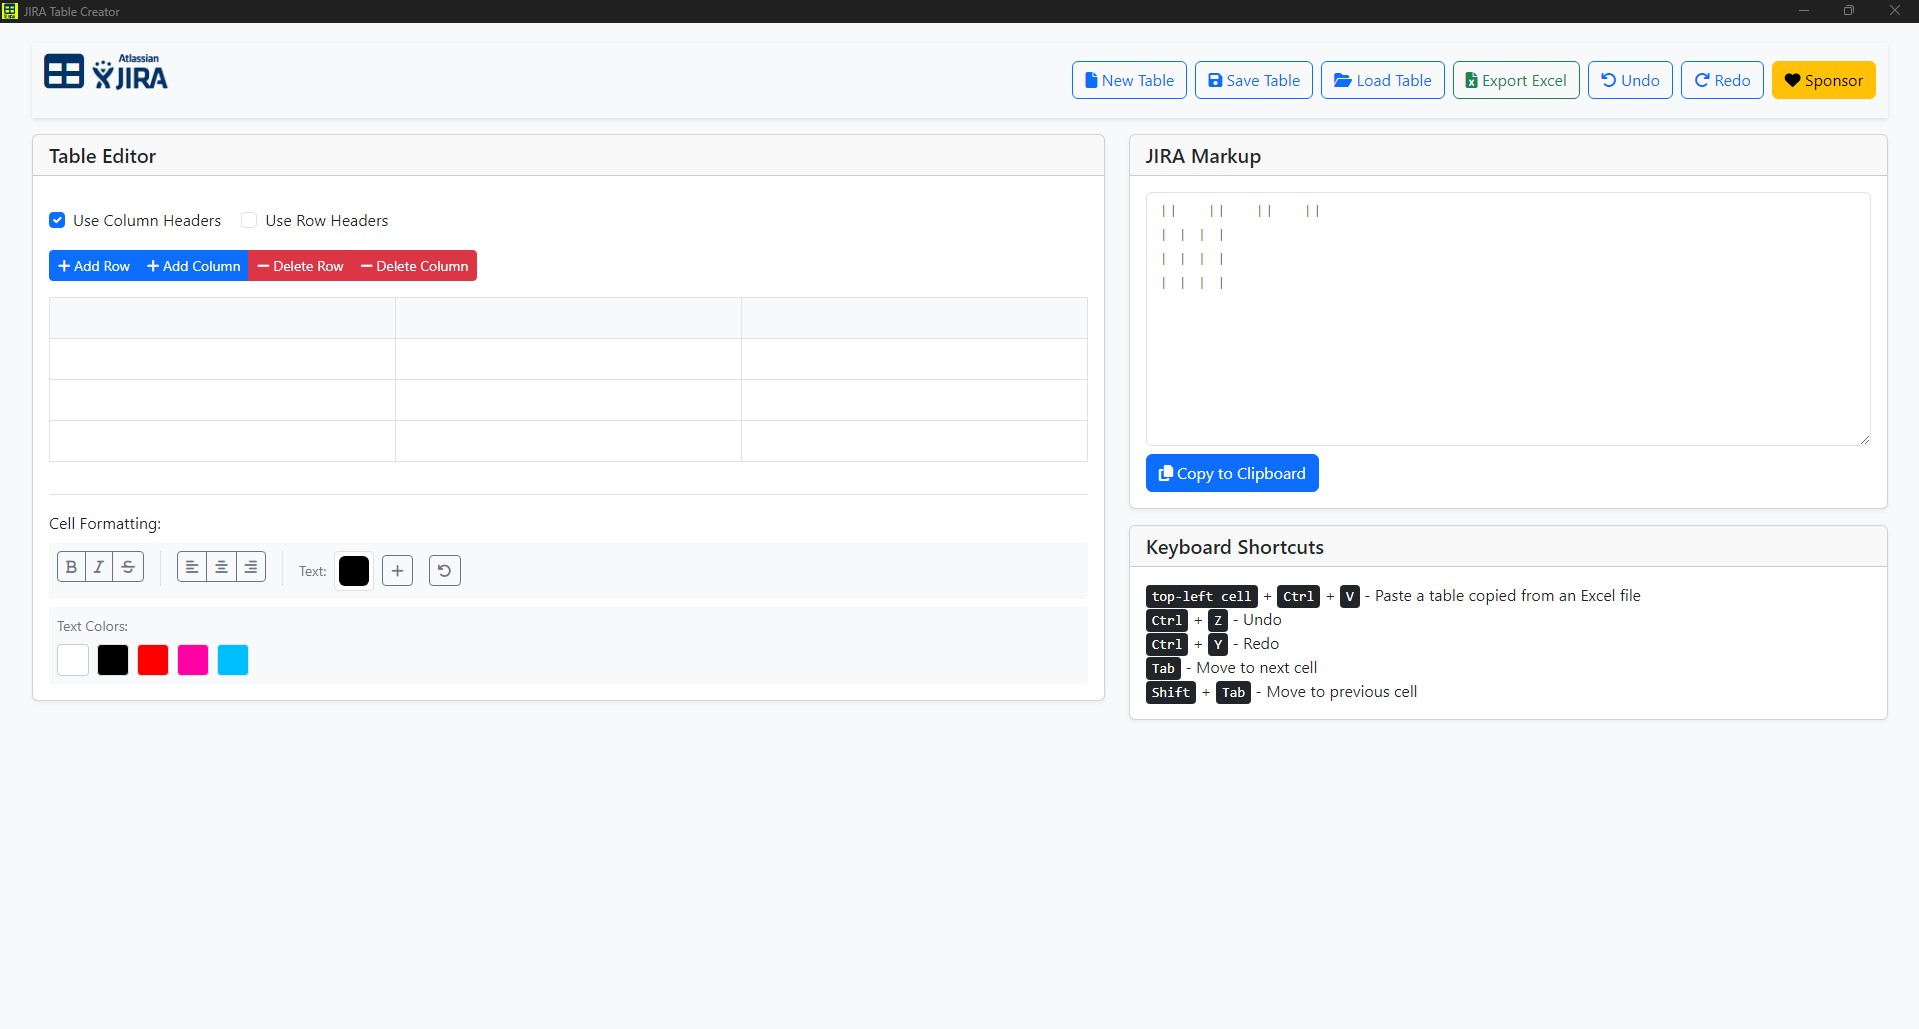 JIRA Table Creator
Atlassian
JIRA
New Table
Save Table
Load Table
Export Excel
Undo
Redo
Sponsor
Table Editor
Use Column Headers
Use Row Headers
+ Add Row
+ Add Column
− Delete Row
− Delete Column
Cell Formatting:
B
I
S
Text:
+
Text Colors:
JIRA Markup
|| || || ||
| | | |
| | | |
| | | |
Copy to Clipboard
Keyboard Shortcuts
top-left cell + Ctrl + V - Paste a table copied from an Excel file
Ctrl + Z - Undo
Ctrl + Y - Redo
Tab - Move to next cell
Shift + Tab - Move to previous cell